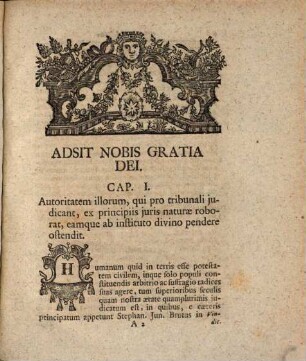 ADSIT NOBIS GRATIA
DEI.
CAP. I.
Autoritatem illorum, qui pro tribunali ju-
dicant, ex principiis juris naturæ robo-
rat, eamque ab instituto divino pendere
ostendit.
Humanum quid in terris esse potesta-
tem civilem, inque solo populi con-
stituendi arbitrio ac suffragio radices
suas agere, tam superioribus seculis
quam nostra ætate quamplurimis ju-
dicatum est, in quibus, e cæteris
principatum appetunt Stephan. Jun. Brutus in Vin-
A 2 dic.